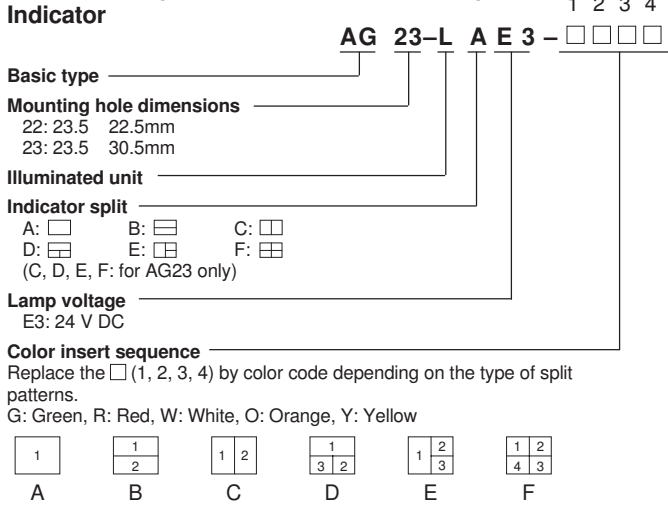 Indicator
1 2 3 4
AG 23–L A E 3 – □□□□
Basic type
Mounting hole dimensions
22: 23.5 22.5mm
23: 23.5 30.5mm
Illuminated unit
Indicator split
A: B: C:
D: E: F:
(C, D, E, F: for AG23 only)
Lamp voltage
E3: 24 V DC
Color insert sequence
Replace the □ (1, 2, 3, 4) by color code depending on the type of split
patterns.
G: Green, R: Red, W: White, O: Orange, Y: Yellow
1 1 2 1 2 1 3 2 1 2 3 1 2 4 3
A B C D E F